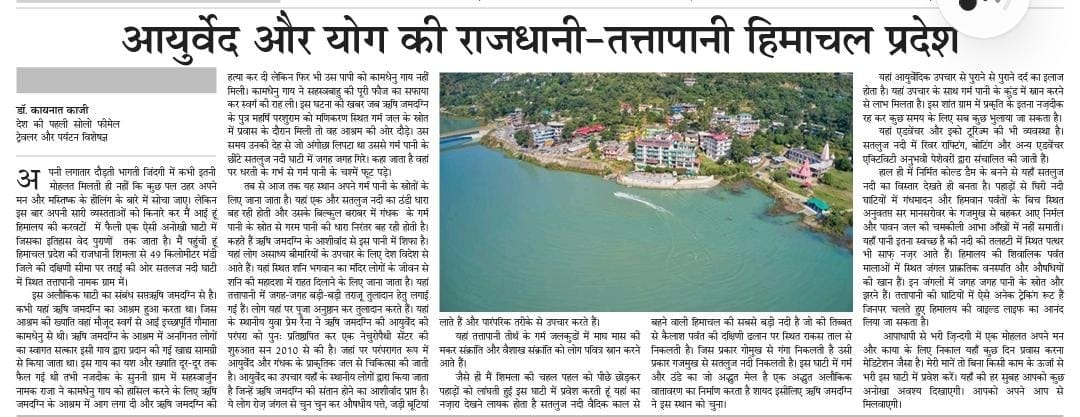 आयुर्वेद और योग की राजधानी-तत्तापानी हिमाचल प्रदेश
डॉ. कायनात काजी
देश की पहली सोलो फीमेल
ट्रेवलर और पर्यटन विशेषज्ञ
अपनी लगातार दौड़ती भागती जिंदगी में कभी इतनी
मोहलत मिलती ही नहीं कि कुछ पल ठहर अपने
मन और मस्तिष्क के हीलिंग के बारे में सोचा जाए। लेकिन
इस बार अपनी सारी व्यस्तताओं को किनारे कर मैं आई हूं
हिमालय की करवटों में फैली एक ऐसी अनोखी घाटी में
जिसका इतिहास वेद पुराणों तक जाता है। मैं पहुंची हूं
हिमाचल प्रदेश की राजधानी शिमला से 49 किलोमीटर मंडी
जिले की दक्षिणी सीमा पर तराई की ओर सतलज नदी घाटी
में स्थित तत्तापानी नामक ग्राम में।
इस अलौकिक घाटी का संबंध सप्तऋषि जमदग्नि से है।
कभी यहां ऋषि जमदग्नि का आश्रम हुआ करता था। जिस
आश्रम की ख्याति वहां मौजूद स्वर्ग से आई इच्छापूर्ति गौमाता
कामधेनु से थी। ऋषि जमदग्नि के आश्रम में अनगिनत लोगों
का स्वागत सत्कार इसी गाय द्वारा प्रदान की गई खाद्य सामग्री
से किया जाता था। इस गाय का यश और ख्याति दूर-दूर तक
फैल गई थी तभी नजदीक के सुननी ग्राम में सहस्त्रार्जुन
नामक राजा ने कामधेनु गाय को हासिल करने के लिए ऋषि
जमदग्नि के आश्रम में आग लगा दी और ऋषि जमदग्नि की
हत्या कर दी लेकिन फिर भी उस पापी को कामधेनु गाय नहीं
मिली। कामधेनु गाय ने सहस्त्रबाहु की पूरी फौज का सफाया
कर स्वर्ग की राह ली। इस घटना की खबर जब ऋषि जमदग्नि
के पुत्र महर्षि परशुराम को मणिकरण स्थित गर्म जल के स्रोत
में प्रवास के दौरान मिली तो वह आश्रम की ओर दौड़े। उस
समय उनकी देह से जो अंगोछा लिपटा था उससे गर्म पानी के
छींटे सतलुज नदी घाटी में जगह जगह गिरे। कहा जाता है वहां
पर धरती के गर्भ से गर्म पानी के चश्में फूट पड़े।
तब से आज तक यह स्थान अपने गर्म पानी के स्रोतों के
लिए जाना जाता है। यहां एक और सतलुज नदी का ठंडी धारा
बह रही होती और उसके बिल्कुल बराबर में गंधक के गर्म
पानी के स्रोत से गरम पानी की धारा निरंतर बह रही होती है।
कहते हैं ऋषि जमदग्नि के आशीर्वाद से इस पानी में शिफा है।
यहां लोग असाध्य बीमारियों के उपचार के लिए देश विदेश से
आते हैं। यहां स्थित शनि भगवान का मंदिर लोगों के जीवन से
शनि की महादशा में राहत दिलाने के लिए जाना जाता है। यहां
तत्तापानी में जगह-जगह बड़ी-बड़ी तराजू तुलादान हेतु लगाई
गई हैं। लोग यहां पर पूजा अनुष्ठान कर तुलादान करते हैं। यहां
के स्थानीय युवा प्रेम रैना ने ऋषि जमदग्नि की आयुर्वेद की
परंपरा को पुन: प्रतिष्ठापित कर एक नेचुरोपैथी सेंटर की
शुरुआत सन 2010 से की है। जहां पर परंपरागत रूप में
आयुर्वेद और गंधक के प्राकृतिक जल से चिकित्सा की जाती
है। आयुर्वेद का उपचार यहाँ के स्थानीय लोगों द्वारा किया जाता
है जिन्हें ऋषि जमदग्नि की संतान होने का आशीर्वाद प्राप्त है।
ये लोग रोज़ जंगल से चुन चुन कर औषधीय पत्ते, जड़ी बूटियां
लाते हैं और पारंपरिक तरीके से उपचार करते हैं।
यहां तत्तापानी तीर्थ के गर्म जलकुंडों में माघ मास की
मकर संक्रांति और वैशाख संक्रांति को लोग पवित्र स्नान करने
आते हैं।
जैसे ही मैं शिमला की चहल पहल को पीछे छोड़कर
पहाड़ों को लांघती हुई इस घाटी में प्रवेश करती हूं यहां का
नज़ारा देखने लायक होता है सतलुज नदी वैदिक काल से
बहने वाली हिमाचल की सबसे बड़ी नदी है जो की तिब्बत
से कैलाश पर्वत की दक्षिणी ढलान पर स्थित राकस ताल से
निकलती है। जिस प्रकार गोमुख से गंगा निकलती है उसी
प्रकार गजमुख से सतलुज नदी निकलती है। इस घाटी में गर्म
और ठंडे का जो अद्भुत मेल है एक अद्भुत अलौकिक
वातावरण का निर्माण करता है शायद इसीलिए ऋषि जमदग्नि
ने इस स्थान को चुना।
यहां आयुर्वेदिक उपचार से पुराने से पुराने दर्द का इलाज
होता है। यहां उपचार के साथ गर्म पानी के कुंड में स्नान करने
से लाभ मिलता है। इस शांत ग्राम में प्रकृति के इतना नज़दीक
रह कर कुछ समय के लिए सब कुछ भुलाया जा सकता है।
यहां एडवेंचर और इको टूरिज्म की भी व्यवस्था है।
सतलुज नदी में रिवर राफ्टिंग, बोटिंग और अन्य एडवेंचर
एक्टिविटी अनुभवी पेशेवरों द्वारा संचालित की जाती हैं।
हाल ही में निर्मित कोल्ड डैम के बनने से यहाँ सतलुज
नदी का विस्तार देखते ही बनता है। पहाड़ों से घिरी नदी
घाटियों में गंधमादन और हिमवान पर्वतों के बिच स्थित
अनुवतप्त सर मानसरोवर के गजमुख से बहकर आए निर्मल
और पावन जल की चमकीली आभा आँखों में नहीं समाती।
यहाँ पानी इतना स्वच्छ है की नदी की तलहटी में स्थित पत्थर
भी साफ़ नज़र आते हैं। हिमालय की शिवालिक पर्वत
मालाओं में स्थित जंगल प्राक्रतिक वनसपति और औषधियों
की खान हैं। इन जंगलों में जगह जगह पानी के स्रोत और
झरने हैं। तत्तापानी की घाटियों में ऐसे अनेक ट्रेकिंग रूट हैं
जिनपर चलते हुए हिमालय की वाइल्ड लाईफ का आनंद
लिया जा सकता है।
आपाधापी से भरी ज़िन्दगी में एक मोहलत अपने मन
और काया के लिए निकाल यहाँ कुछ दिन प्रवास करना
मेडिटेशन जैसा है। मेरी मानें तो बिना किसी काम के ऊर्जा से
भरी इस घाटी में प्रवेश करें। यहाँ की हर सुबह आपको कुछ
अनोखा अवश्य दिखाएगी। आपको अपने आप से
मिलवाएगी।